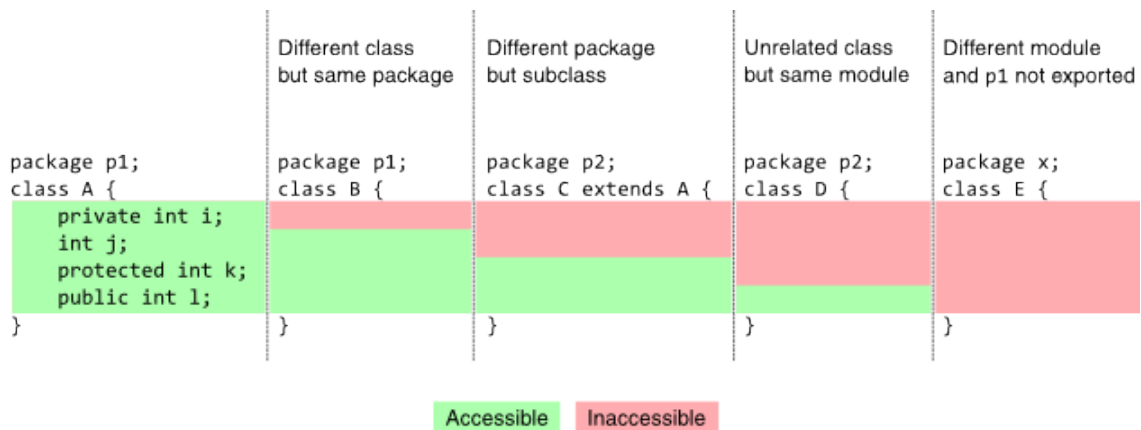 Different class
but same package
Different package
but subclass
Unrelated class
but same module
Different module
and p1 not exported
package p1;
class A {
private int i;
int j;
protected int k;
public int l;
}
package p1;
class B {
}
package p2;
class C extends A {
}
package p2;
class D {
}
package x;
class E {
}
Accessible
Inaccessible